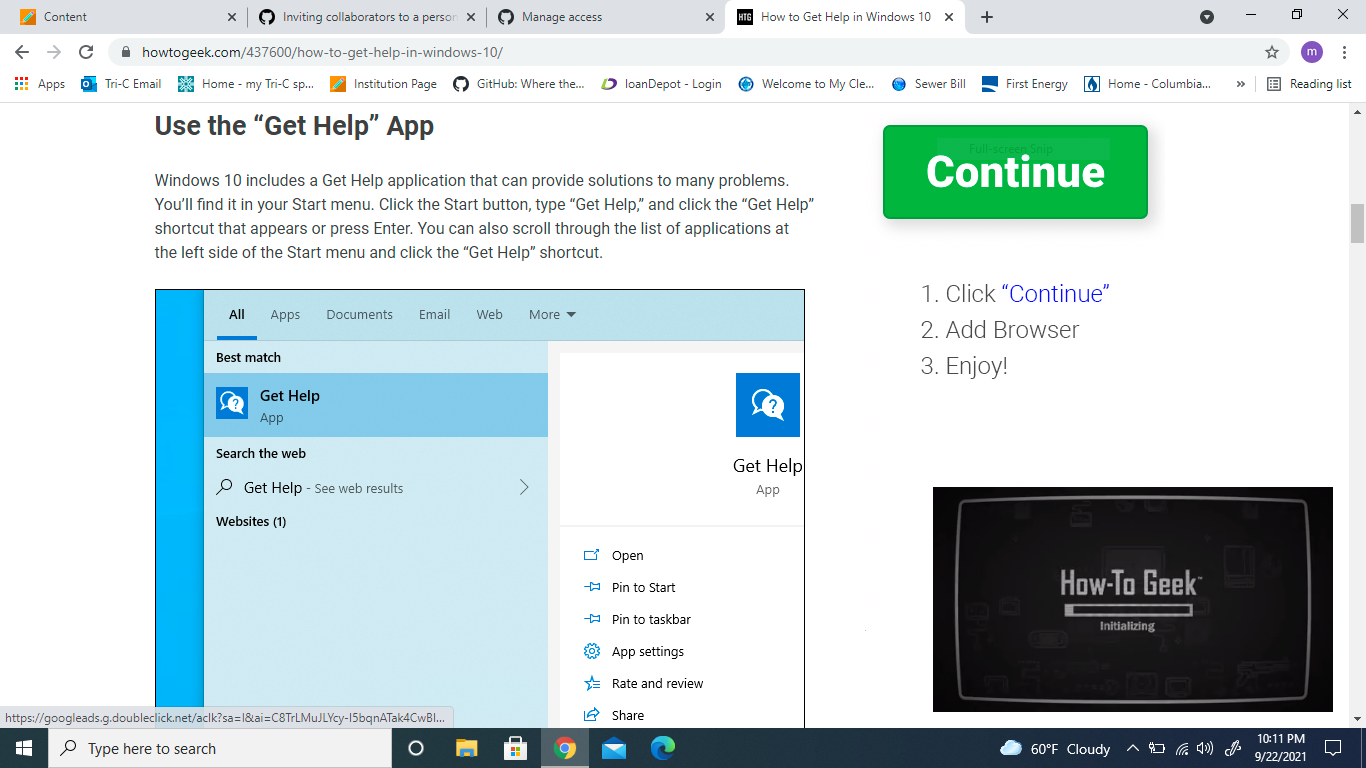 Content
Inviting collaborators to a person
Manage access
HTG
How to Get Help in Windows 10
howtogeek.com/437600/how-to-get-help-in-windows-10/
m
Apps
Tri-C Email
Home - my Tri-C sp...
Institution Page
GitHub: Where the...
loanDepot - Login
Welcome to My Cle...
Sewer Bill
First Energy
Home - Columbia...
»
Reading list
Use the “Get Help” App
Windows 10 includes a Get Help application that can provide solutions to many problems.
You’ll find it in your Start menu. Click the Start button, type “Get Help,” and click the “Get Help”
shortcut that appears or press Enter. You can also scroll through the list of applications at
the left side of the Start menu and click the “Get Help” shortcut.
All Apps Documents Email Web More
Best match
Get Help
App
Search the web
Get Help - See web results
Websites (1)
Get Help
App
Open
Pin to Start
Pin to taskbar
App settings
Rate and review
Share
Full-screen Snip
Continue
1. Click “Continue”
2. Add Browser
3. Enjoy!
How-To Geek™
Initializing
https://googleads.g.doubleclick.net/aclk?sa=l&ai=C8TrLMuJLYcy-I5bqnATak4CwBI...
Type here to search
60°F Cloudy
10:11 PM
9/22/2021